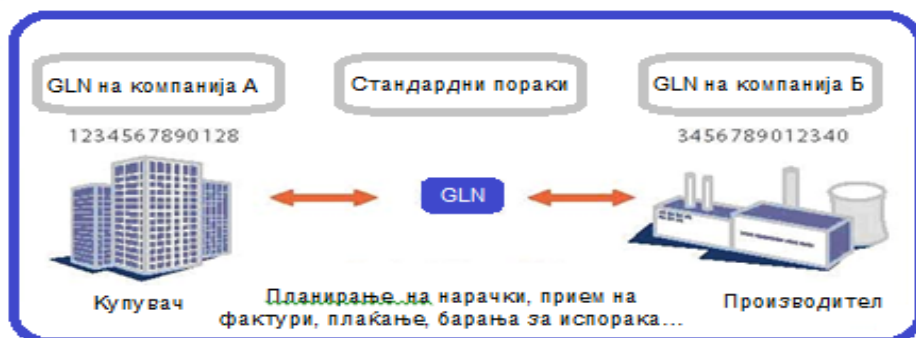 GLN на компанија А
Стандардни пораки
GLN на компанија Б
1234567890128
3456789012340
GLN
Купувач
Планирање на нарачки, прием на
фактури, плаќање, барања за испорака...
Производител